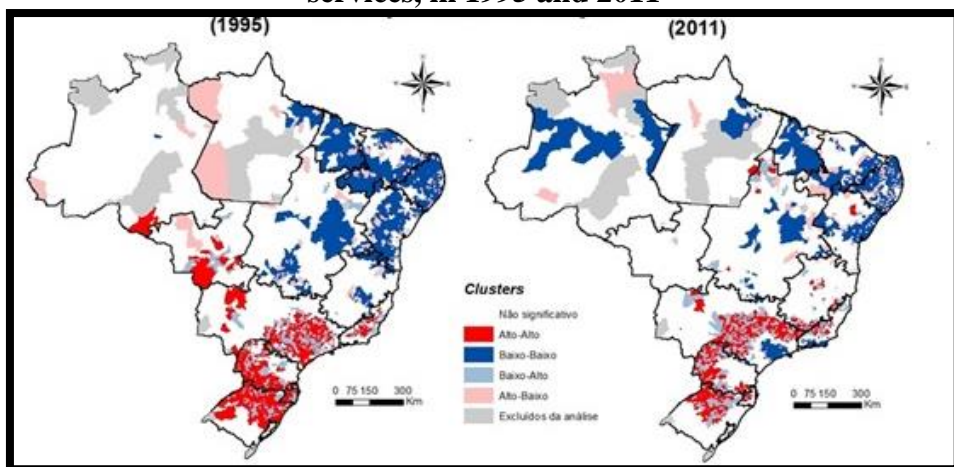 services, in 1995 and 2011
(1995)
(2011)
Clusters
Não significativo
Alto-Alto
Baixo-Baixo
Baixo-Alto
Alto-Baixo
Excluídos da análise
0 75 150 300
Km
0 75 150 300
Km